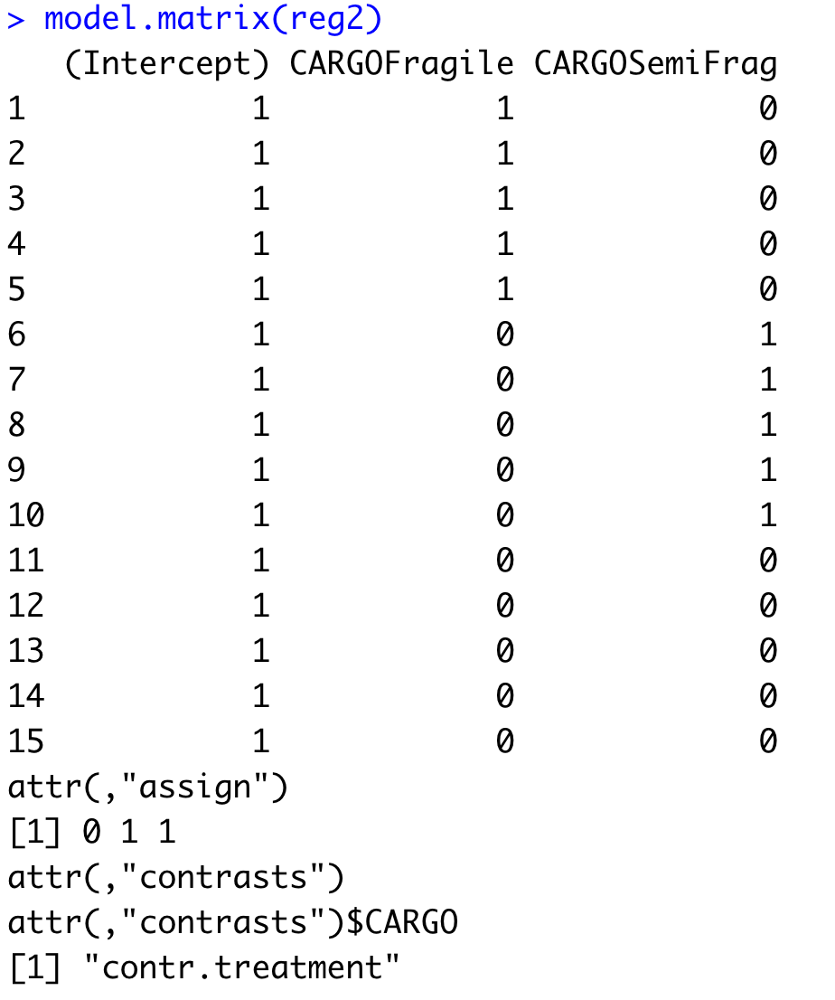 > model.matrix(reg2)
   (Intercept) CARGOFragile CARGOSemiFrag
1            1            1             0
2            1            1             0
3            1            1             0
4            1            1             0
5            1            1             0
6            1            0             1
7            1            0             1
8            1            0             1
9            1            0             1
10           1            0             1
11           1            0             0
12           1            0             0
13           1            0             0
14           1            0             0
15           1            0             0
attr(,"assign")
[1] 0 1 1
attr(,"contrasts")
attr(,"contrasts")$CARGO
[1] "contr.treatment"